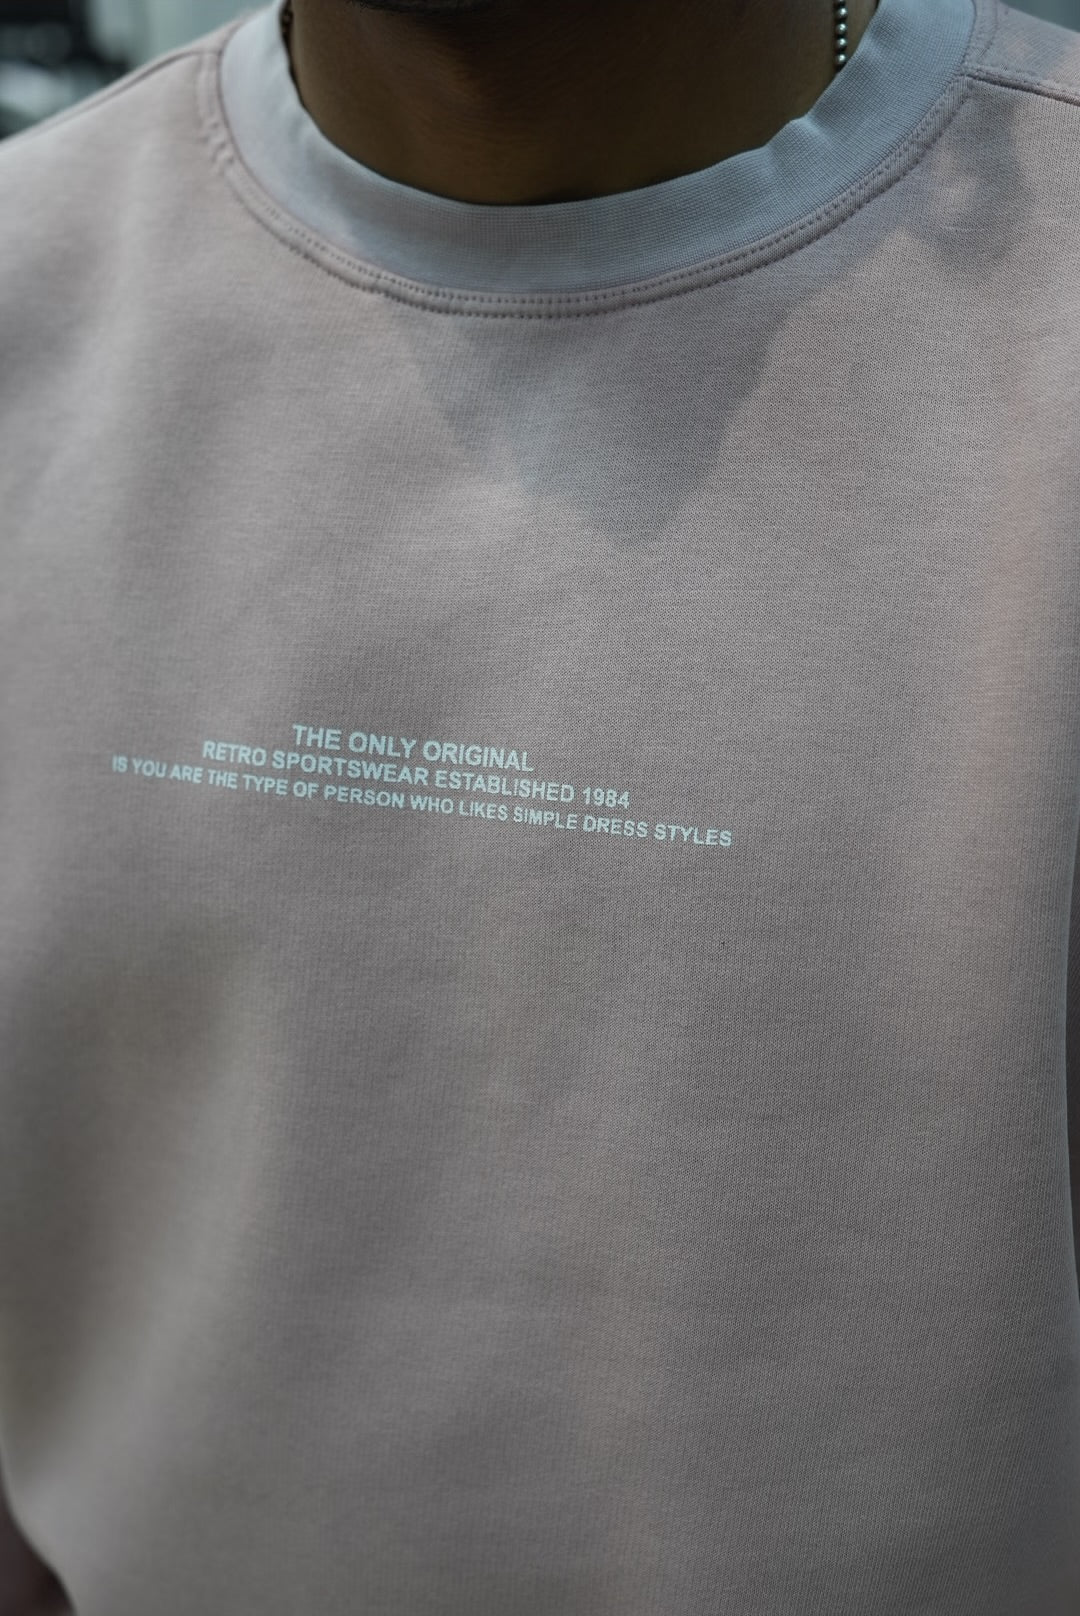 THE ONLY ORIGINAL
RETRO SPORTSWEAR ESTABLISHED 1984
IS YOU ARE THE TYPE OF PERSON WHO LIKES SIMPLE DRESS STYLES